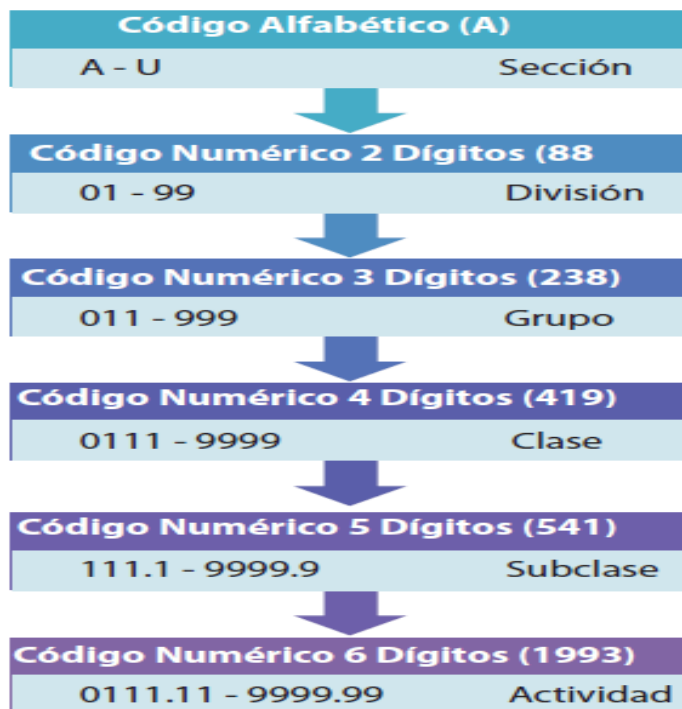 Código Alfabético (A)
A - U Sección
Código Numérico 2 Dígitos (88
01 - 99 División
Código Numérico 3 Dígitos (238)
011 - 999 Grupo
Código Numérico 4 Dígitos (419)
0111 - 9999 Clase
Código Numérico 5 Dígitos (541)
111.1 - 9999.9 Subclase
Código Numérico 6 Dígitos (1993)
0111.11 - 9999.99 Actividad